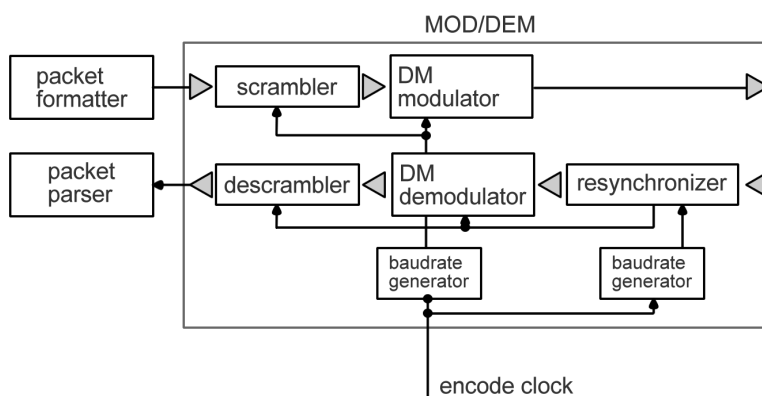 MOD/DEM
packet
formatter
scrambler
DM
modulator
packet
parser
descrambler
DM
demodulator
resynchronizer
baudrate
generator
baudrate
generator
encode clock